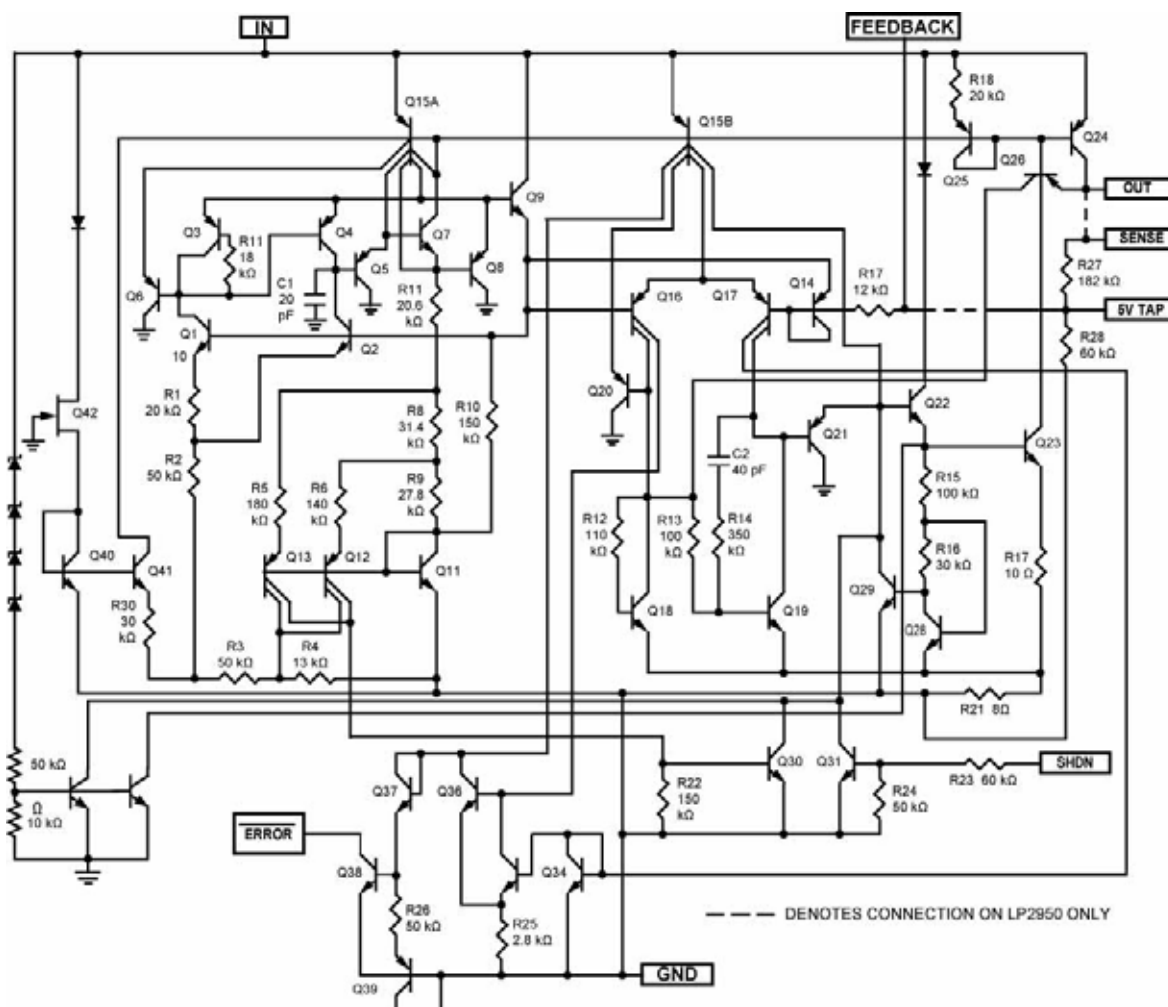 IN
FEEDBACK
R18
20 kΩ
Q15A
Q15B
Q24
Q26
Q25
OUT
Q9
Q3
Q4
Q7
R11
18
kΩ
Q5
Q8
Q6
C1
20
pF
R11
20.6
kΩ
Q1
10
Q2
Q16
Q17
Q14
R17
12 kΩ
SENSE
R27
182 kΩ
5V TAP
R28
60 kΩ
R1
20 kΩ
R8
31.4
kΩ
R10
150
kΩ
Q20
Q22
Q42
R2
50 kΩ
R5
180
kΩ
R6
140
kΩ
R9
27.8
kΩ
C2
40 pF
Q21
Q23
R15
100 kΩ
R12
110
kΩ
R13
100
kΩ
R14
350
kΩ
R16
30 kΩ
R17
10 Ω
Q40
Q41
Q13
Q12
Q11
Q18
Q19
Q29
Q28
R30
30
kΩ
R3
50 kΩ
R4
13 kΩ
R21 8Ω
50 kΩ
Ω
10 kΩ
Q37
Q36
R22
150
kΩ
Q30
Q31
R24
50 kΩ
R23 60 kΩ
SHDN
ERROR
Q38
Q34
R26
50 kΩ
R25
2.8 kΩ
DENOTES CONNECTION ON LP2950 ONLY
GND
Q39